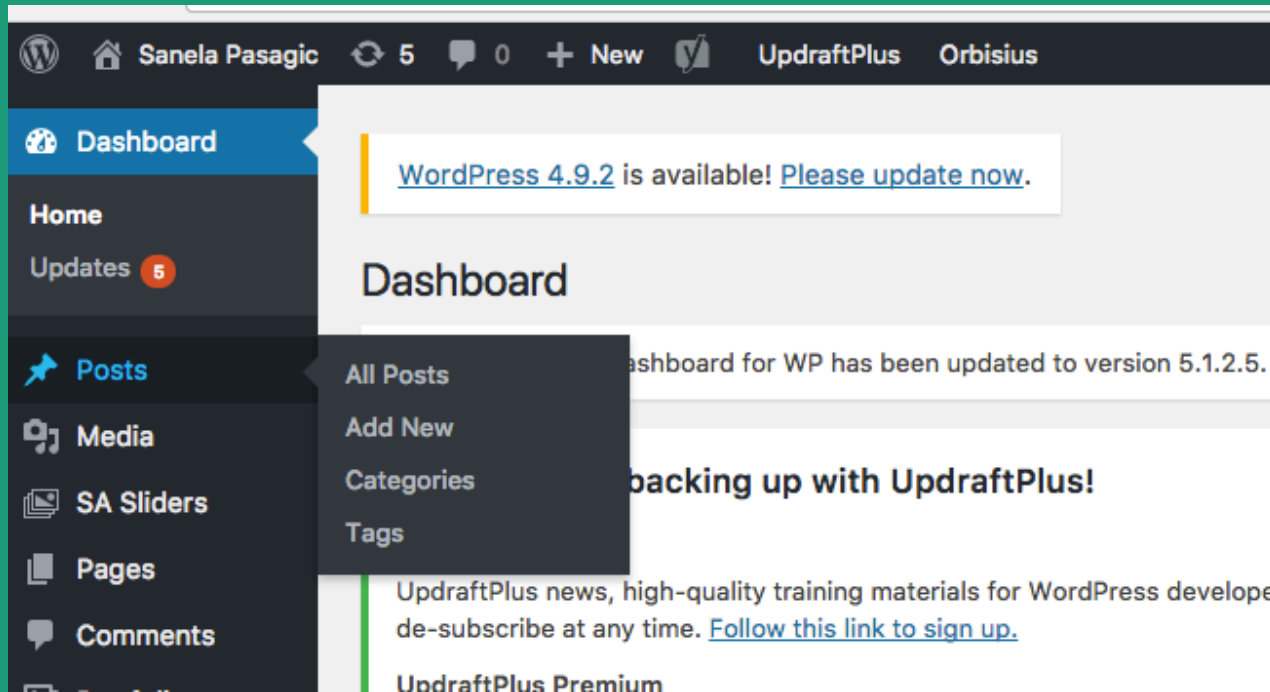 Sanela Pasagic 5 0 + New UpdraftPlus Orbisius
Dashboard
Home
Updates 5
Posts
Media
SA Sliders
Pages
Comments
All Posts
Add New
Categories
Tags
WordPress 4.9.2 is available! Please update now.
Dashboard
ashboard for WP has been updated to version 5.1.2.5.
backing up with UpdraftPlus!
UpdraftPlus news, high-quality training materials for WordPress develope
de-subscribe at any time. Follow this link to sign up.
UpdraftPlus Premium